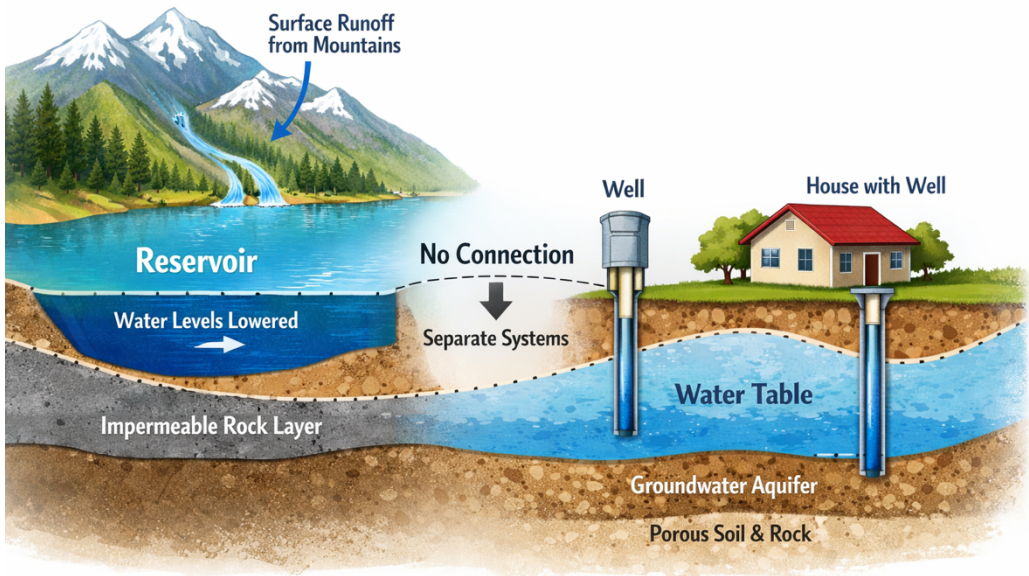 Surface Runoff
from Mountains
Well
House with Well
Reservoir
No Connection
Water Levels Lowered
Separate Systems
Water Table
Impermeable Rock Layer
Groundwater Aquifer
Porous Soil & Rock